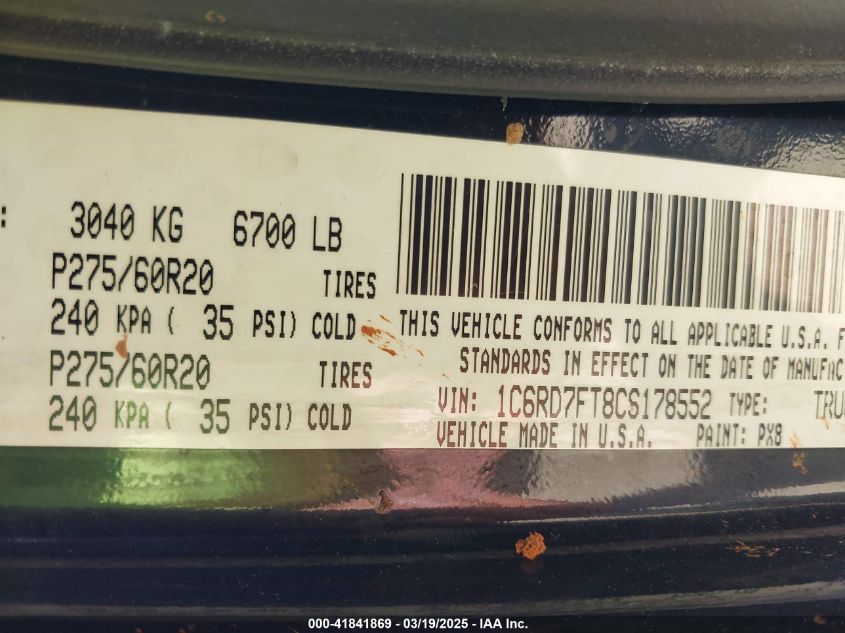 : 3040 KG 6700 LB
P275/60R20 TIRES
240 KPA ( 35 PSI) COLD
P275/60R20 TIRES
240 KPA ( 35 PSI) COLD
THIS VEHICLE CONFORMS TO ALL APPLICABLE U.S.A. F
STANDARDS IN EFFECT ON THE DATE OF MANUFAC
VIN: 1C6RD7FT8CS178552 TYPE: TRU
VEHICLE MADE IN U.S.A. PAINT: PX8
000-41841869 - 03/19/2025 - IAA Inc.